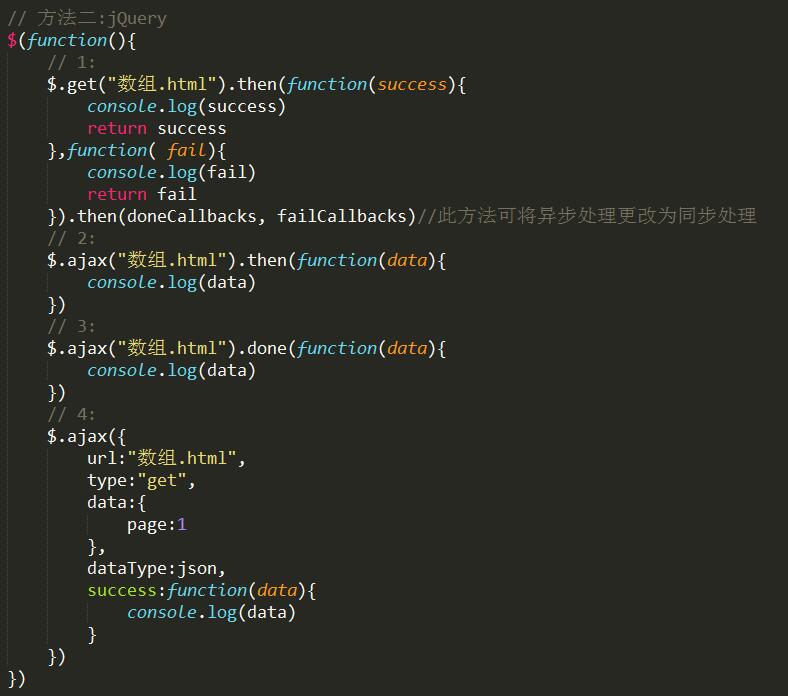 // 方法二:jQuery
$(function(){
    // 1:
    $.get("数组.html").then(function(success){
        console.log(success)
        return success
    },function( fail){
        console.log(fail)
        return fail
    }).then(doneCallbacks, failCallbacks)//此方法可将异步处理更改为同步处理
    // 2:
    $.ajax("数组.html").then(function(data){
        console.log(data)
    })
    // 3:
    $.ajax("数组.html").done(function(data){
        console.log(data)
    })
    // 4:
    $.ajax({
        url:"数组.html",
        type:"get",
        data:{
            page:1
        },
        dataType:json,
        success:function(data){
            console.log(data)
        }
    })
})